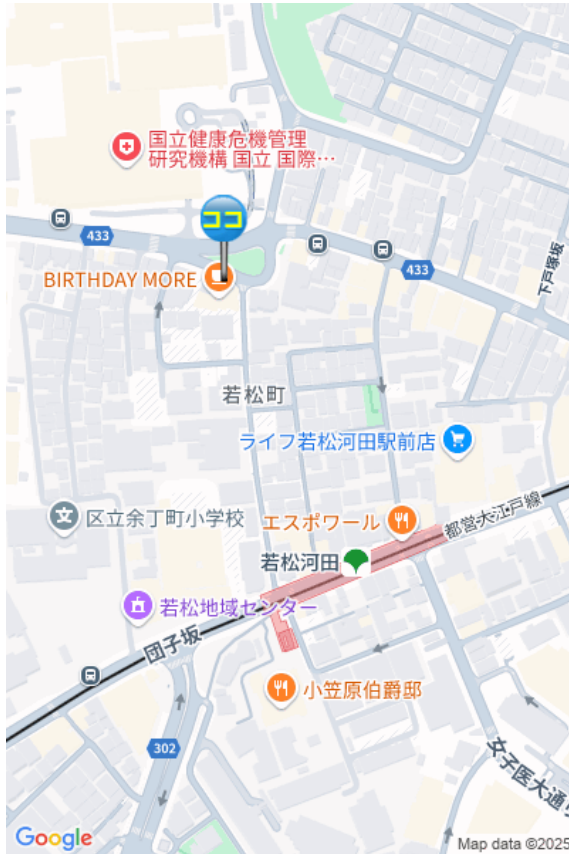 国立健康危機管理
研究機構 国立 国際…
ココ
433
BIRTHDAY MORE
433
下戸塚坂
若松町
ライフ若松河田駅前店
区立余丁町小学校
エスポワール
都営大江戸線
若松河田
若松地域センター
団子坂
小笠原伯爵邸
302
女子医大通り
Google
Map data ©2025